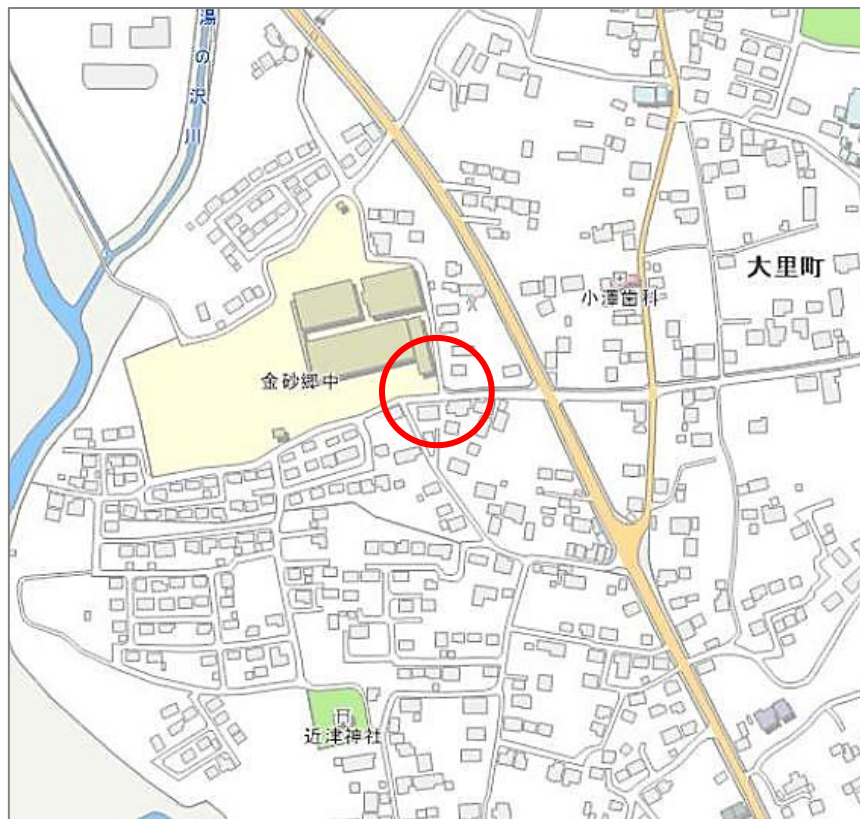 湯の沢川
大里町
小澤歯科
金砂郷中
近津神社